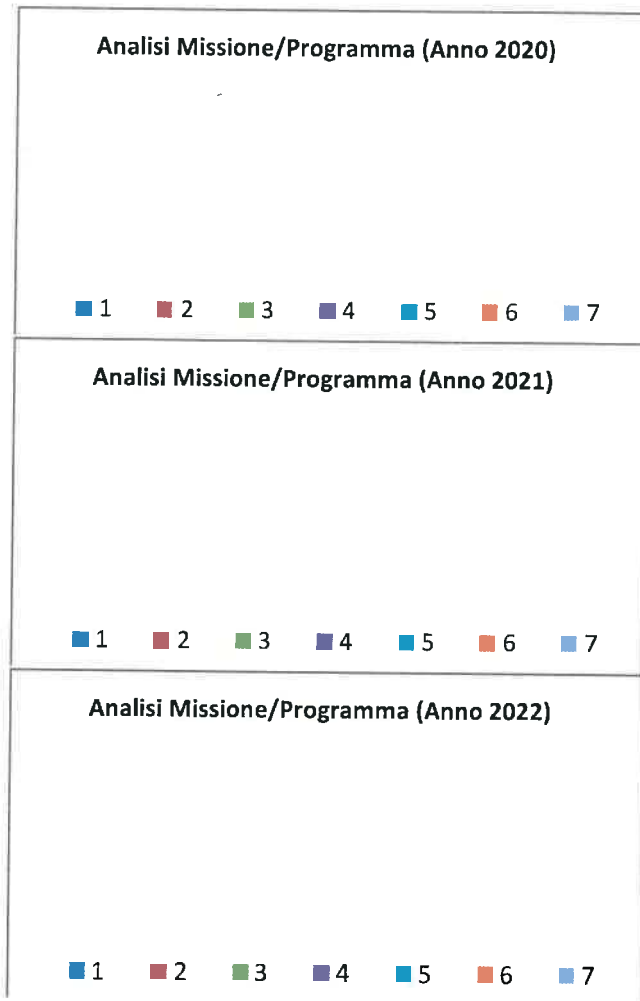 Analisi Missione/Programma (Anno 2020)
1 2 3 4 5 6 7
Analisi Missione/Programma (Anno 2021)
1 2 3 4 5 6 7
Analisi Missione/Programma (Anno 2022)
1 2 3 4 5 6 7